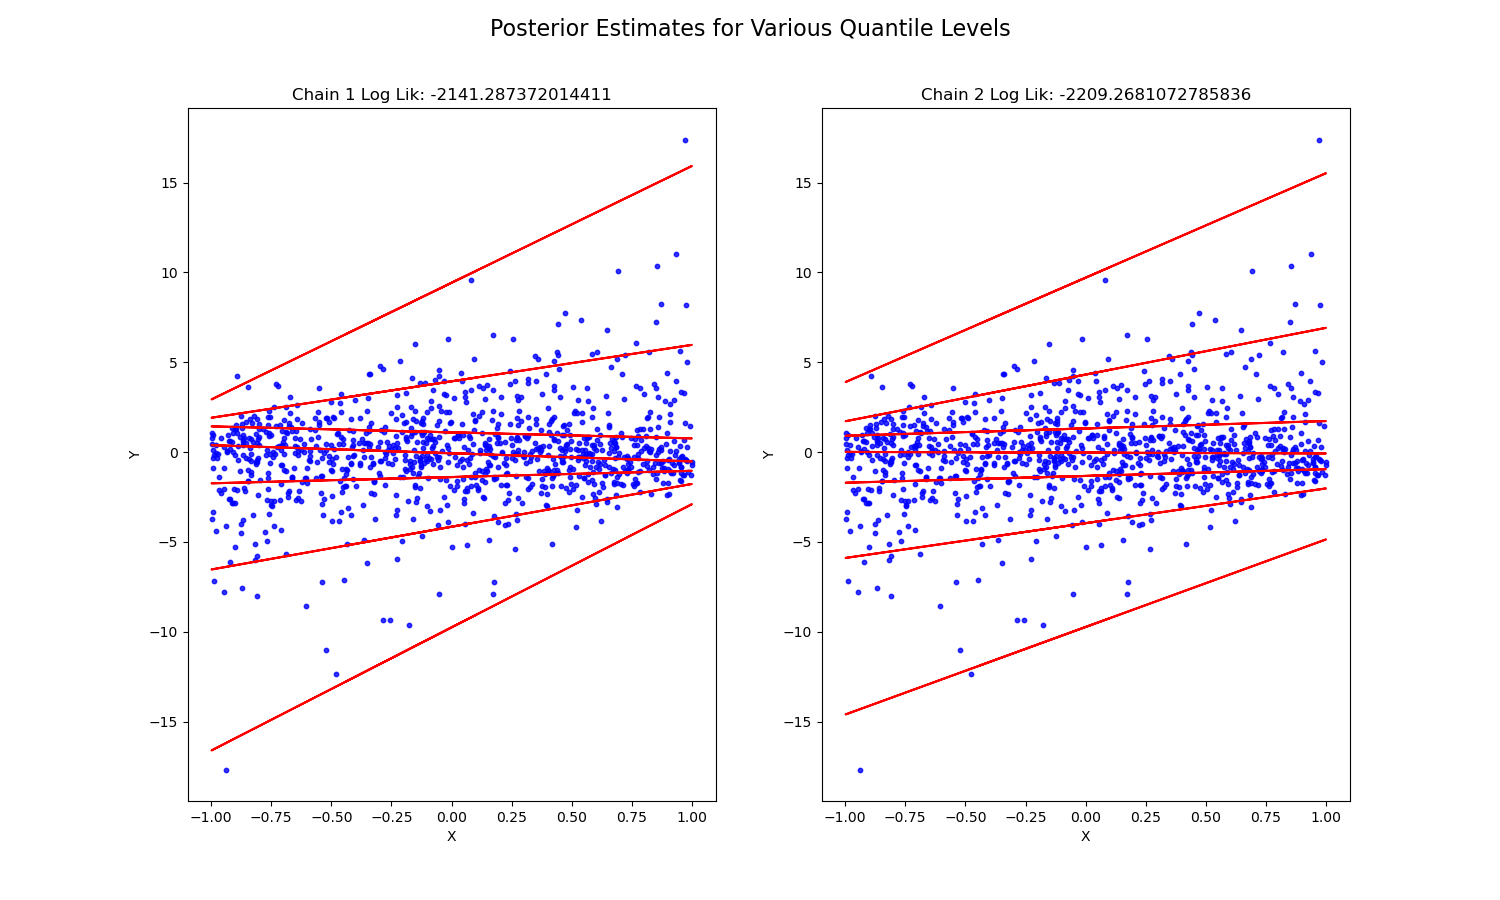 Posterior Estimates for Various Quantile Levels
Chain 1 Log Lik: -2141.287372014411
15
10
5
0
−5
−10
−15
Y
−1.00 −0.75 −0.50 −0.25 0.00 0.25 0.50 0.75 1.00
X
Chain 2 Log Lik: -2209.2681072785836
15
10
5
0
−5
−10
−15
Y
−1.00 −0.75 −0.50 −0.25 0.00 0.25 0.50 0.75 1.00
X